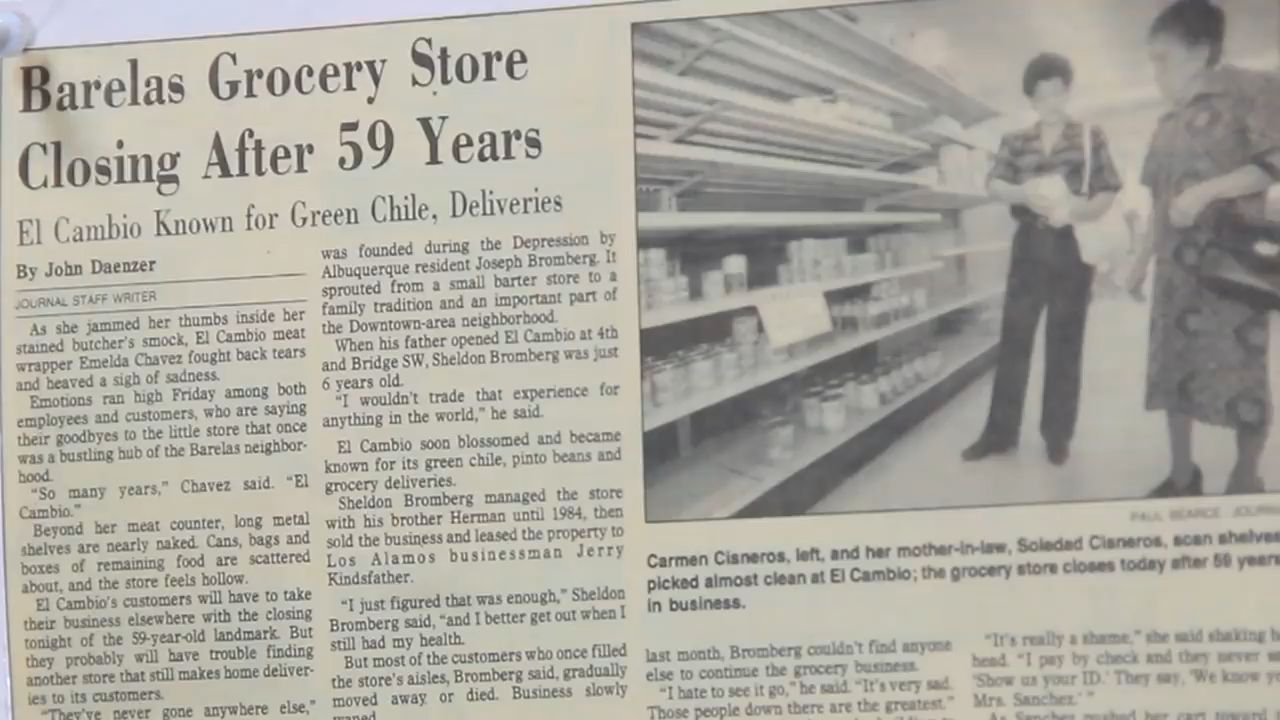 Barelas Grocery Store
Closing After 59 Years
El Cambio Known for Green Chile, Deliveries
By John Daenzer
JOURNAL STAFF WRITER
As she jammed her thumbs inside her
stained butcher's smock, El Cambio meat
wrapper Emelda Chavez fought back tears
and heaved a sigh of sadness.
Emotions ran high Friday among both
employees and customers, who are saying
their goodbyes to the little store that once
was a bustling hub of the Barelas neighbor-
hood.
"So many years," Chavez said. "El
Cambio."
Beyond her meat counter, long metal
shelves are nearly naked. Cans, bags and
boxes of remaining food are scattered
about, and the store feels hollow.
El Cambio's customers will have to take
their business elsewhere with the closing
tonight of the 59-year-old landmark. But
they probably will have trouble finding
another store that still makes home deliver-
ies to its customers.
"They've never gone anywhere else,"
was founded during the Depression by
Albuquerque resident Joseph Bromberg. It
sprouted from a small barter store to a
family tradition and an important part of
the Downtown-area neighborhood.
When his father opened El Cambio at 4th
and Bridge SW, Sheldon Bromberg was just
6 years old.
"I wouldn't trade that experience for
anything in the world," he said.
El Cambio soon blossomed and became
known for its green chile, pinto beans and
grocery deliveries.
Sheldon Bromberg managed the store
with his brother Herman until 1984, then
sold the business and leased the property to
Los Alamos businessman Jerry
Kindsfather.
"I just figured that was enough," Sheldon
Bromberg said, "and I better get out when I
still had my health.
But most of the customers who once filled
the store's aisles, Bromberg said, gradually
moved away or died. Business slowly
PAUL BEARCE JOURN
Carmen Cisneros, left, and her mother-in-law, Soledad Cisneros, scan shelves
picked almost clean at El Cambio; the grocery store closes today after 59 years
in business.
last month, Bromberg couldn't find anyone
else to continue the grocery business.
"I hate to see it go," he said. "It's very sad.
Those people down there are the greatest."
"It's really a shame," she said shaking h
head. "I pay by check and they never s
'Show us your ID.' They say, 'We know y
Mrs. Sanchez.'"
As Sanchez pushed her cart toward